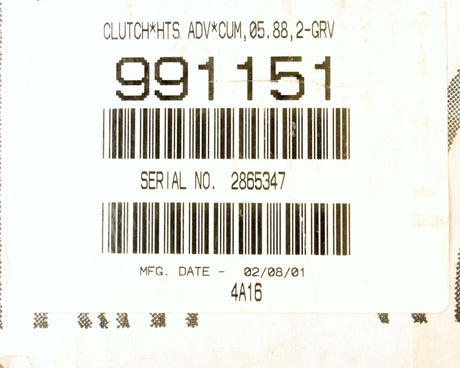 CLUTCH*HTS ADV*CUM,05.88,2-GRV
991151
SERIAL NO. 2865347
MFG. DATE - 02/08/01
4A16